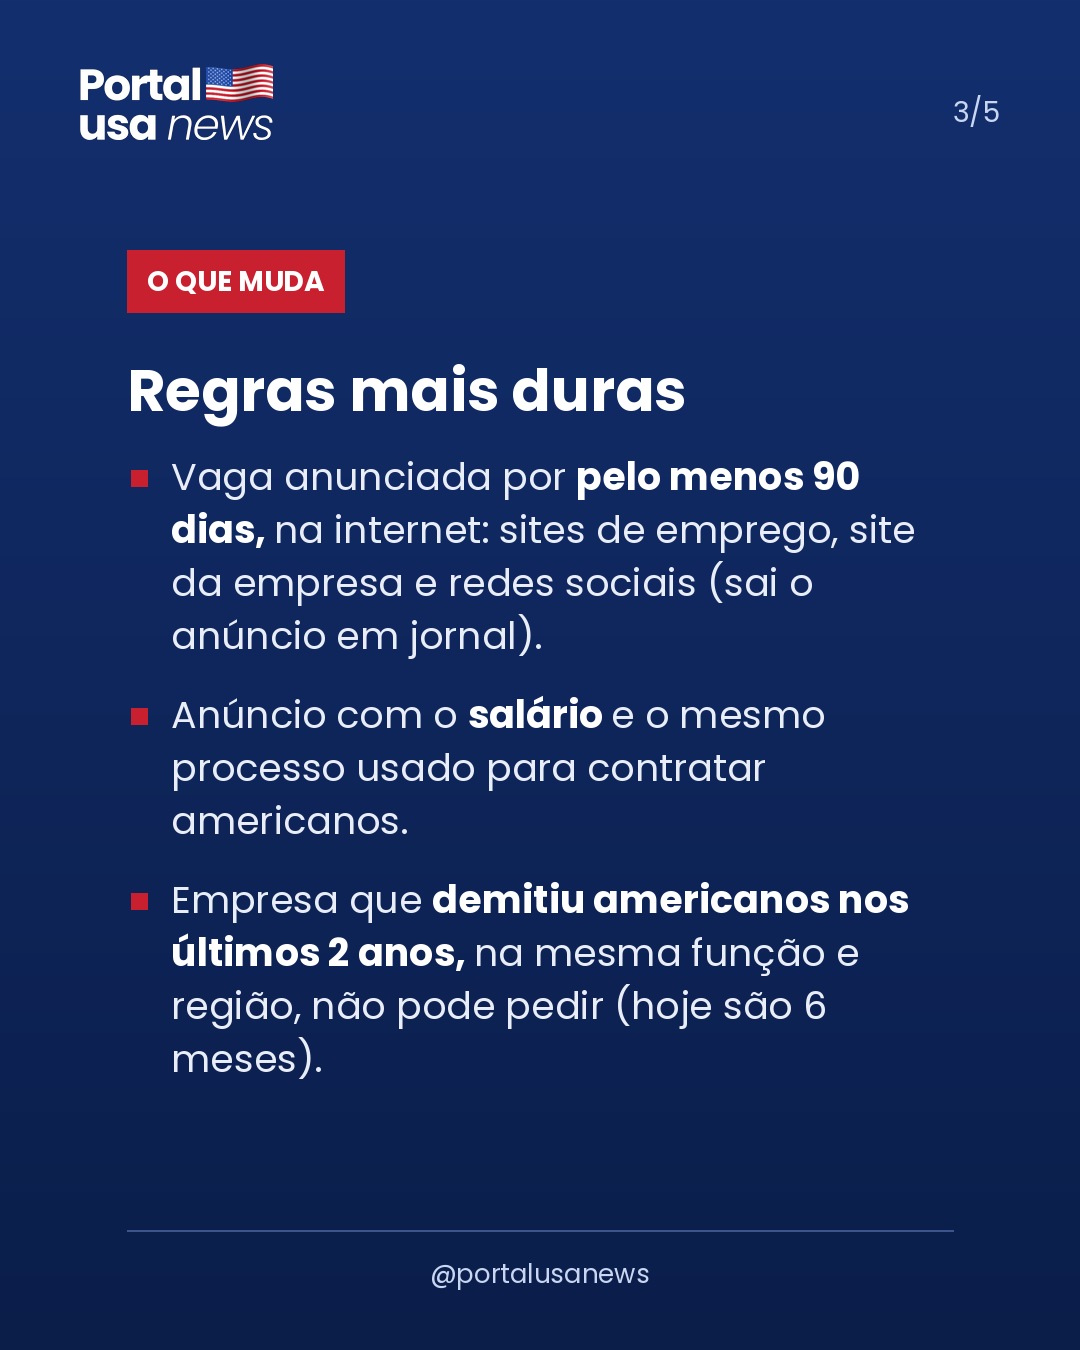 Portal
usa news
3/5
O QUE MUDA
Regras mais duras
Vaga anunciada por pelo menos 90
dias, na internet: sites de emprego, site
da empresa e redes sociais (sai o
anúncio em jornal).
Anúncio com o salário e o mesmo
processo usado para contratar
americanos.
Empresa que demitiu americanos nos
últimos 2 anos, na mesma função e
região, não pode pedir (hoje são 6
meses).
@portalusanews